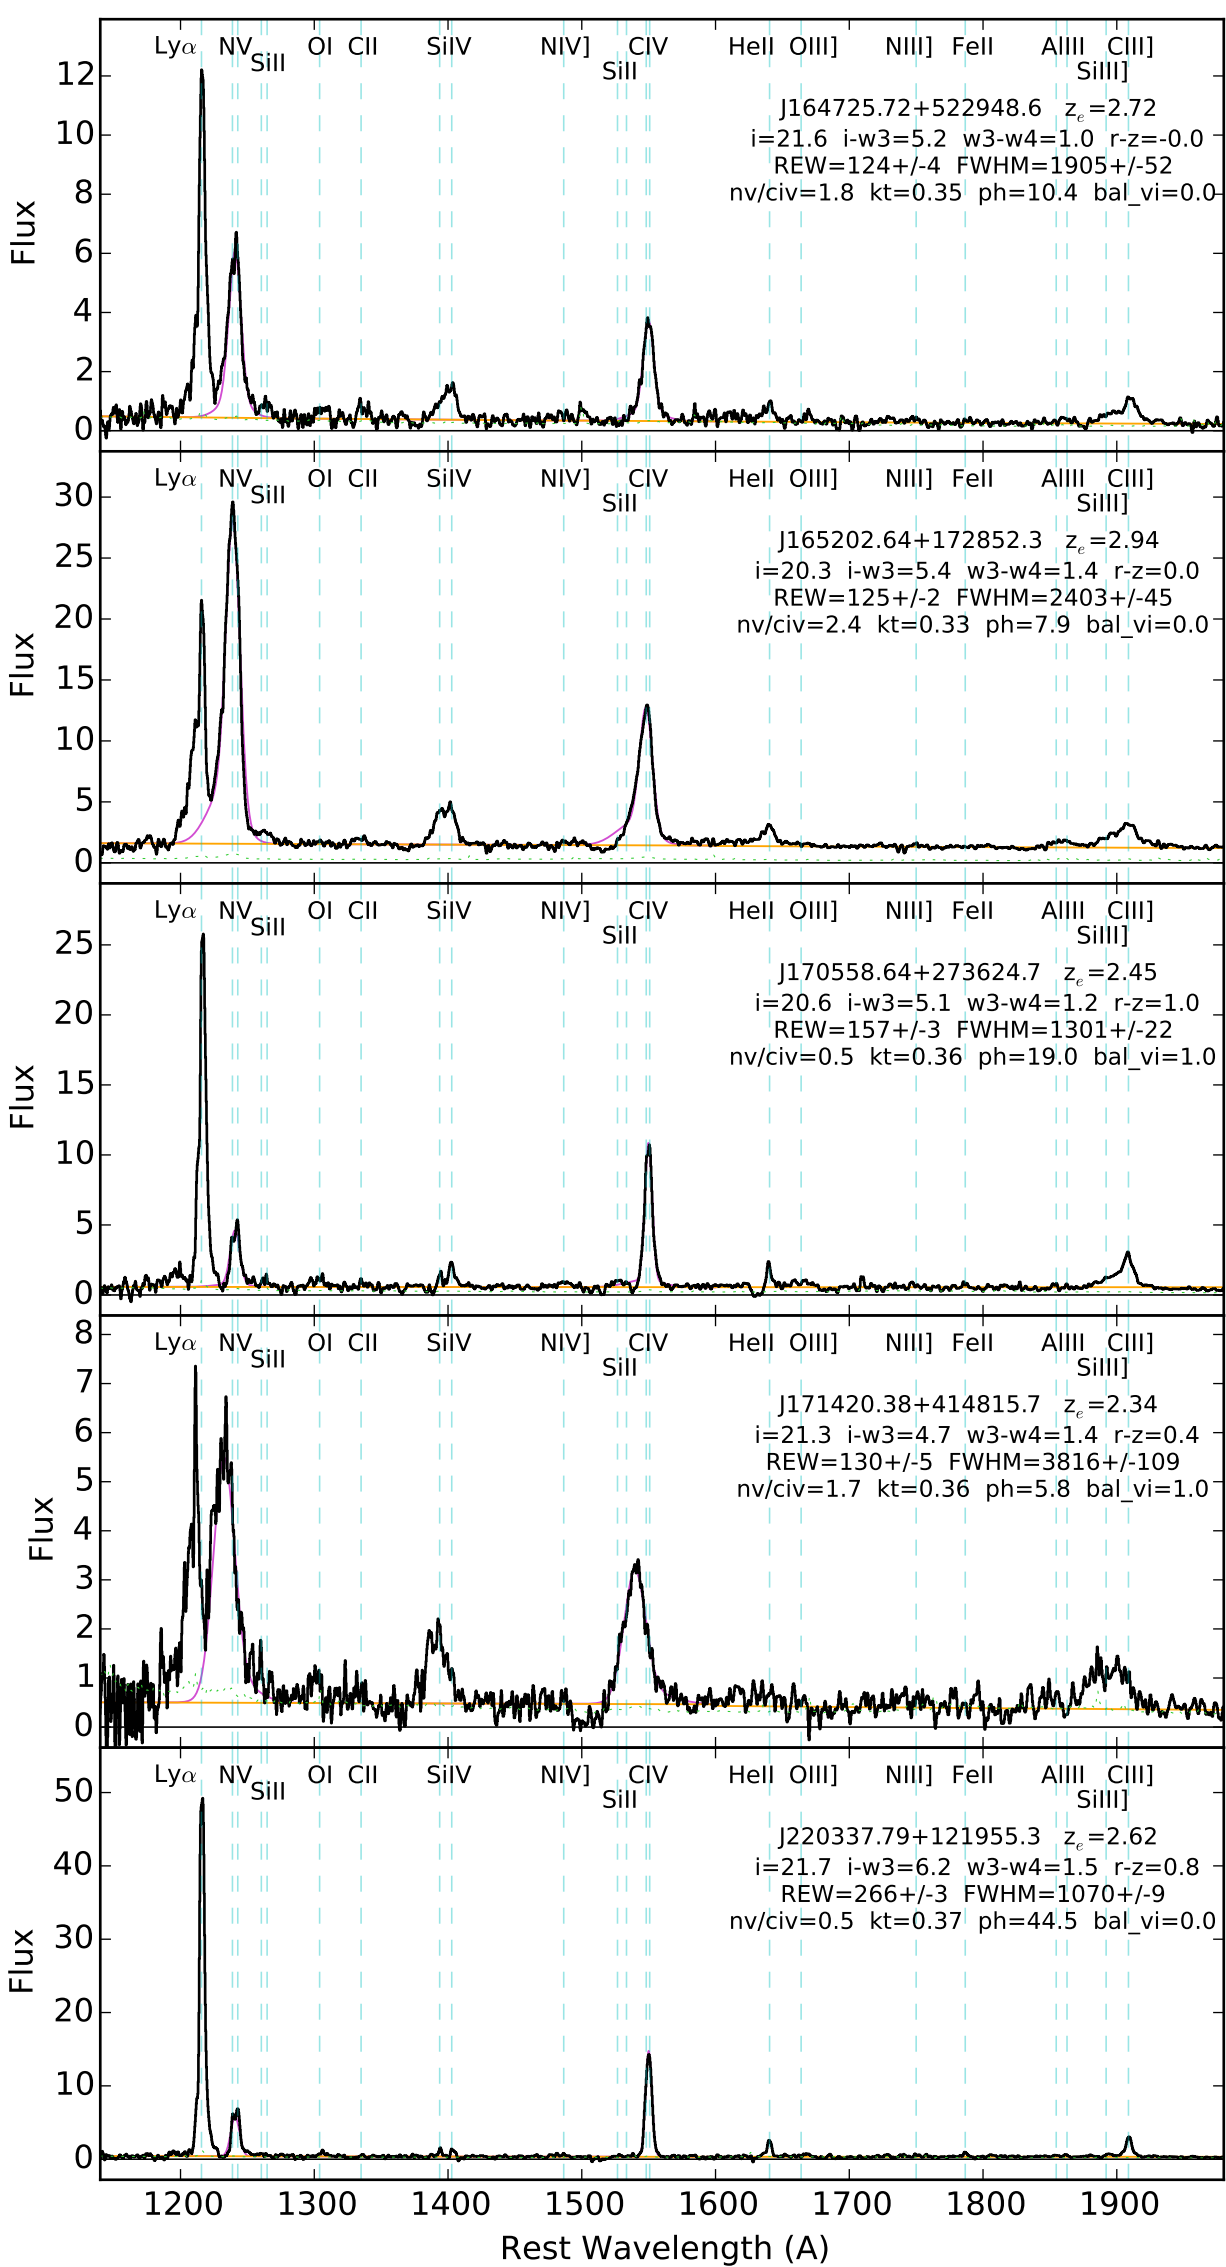 Lyα NV OI CII SiIV NIV] CIV HeII OIII] NIII] FeII AlIII CIII]
SiII SiII SiIII]
J164725.72+522948.6 z_e=2.72
i=21.6 i-w3=5.2 w3-w4=1.0 r-z=-0.0
REW=124+/-4 FWHM=1905+/-52
nv/civ=1.8 kt=0.35 ph=10.4 bal_vi=0.0
12
10
8
6
4
2
0
Flux
Lyα NV OI CII SiIV NIV] CIV HeII OIII] NIII] FeII AlIII CIII]
SiII SiII SiIII]
J165202.64+172852.3 z_e=2.94
i=20.3 i-w3=5.4 w3-w4=1.4 r-z=0.0
REW=125+/-2 FWHM=2403+/-45
nv/civ=2.4 kt=0.33 ph=7.9 bal_vi=0.0
30
25
20
15
10
5
0
Flux
Lyα NV OI CII SiIV NIV] CIV HeII OIII] NIII] FeII AlIII CIII]
SiII SiII SiIII]
J170558.64+273624.7 z_e=2.45
i=20.6 i-w3=5.1 w3-w4=1.2 r-z=1.0
REW=157+/-3 FWHM=1301+/-22
nv/civ=0.5 kt=0.36 ph=19.0 bal_vi=1.0
25
20
15
10
5
0
Flux
Lyα NV OI CII SiIV NIV] CIV HeII OIII] NIII] FeII AlIII CIII]
SiII SiII SiIII]
J171420.38+414815.7 z_e=2.34
i=21.3 i-w3=4.7 w3-w4=1.4 r-z=0.4
REW=130+/-5 FWHM=3816+/-109
nv/civ=1.7 kt=0.36 ph=5.8 bal_vi=1.0
8
7
6
5
4
3
2
1
0
Flux
Lyα NV OI CII SiIV NIV] CIV HeII OIII] NIII] FeII AlIII CIII]
SiII SiII SiIII]
J220337.79+121955.3 z_e=2.62
i=21.7 i-w3=6.2 w3-w4=1.5 r-z=0.8
REW=266+/-3 FWHM=1070+/-9
nv/civ=0.5 kt=0.37 ph=44.5 bal_vi=0.0
50
40
30
20
10
0
Flux
1200 1300 1400 1500 1600 1700 1800 1900
Rest Wavelength (A)